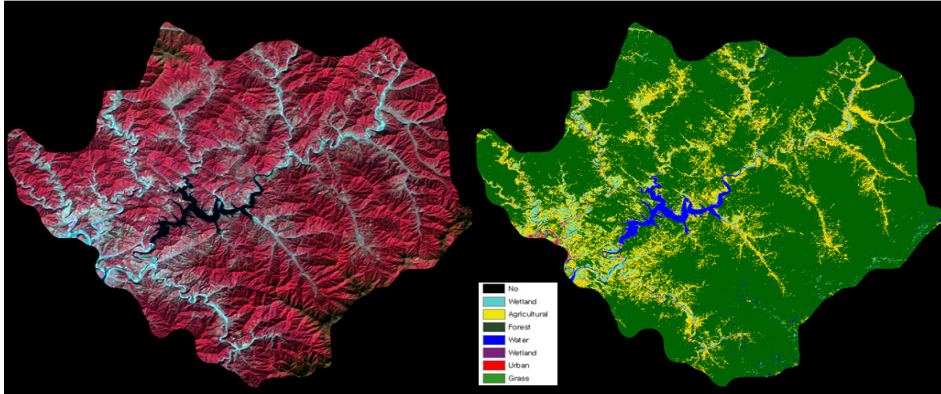 No
Wetland
Agricultural
Forest
Water
Wetland
Urban
Grass